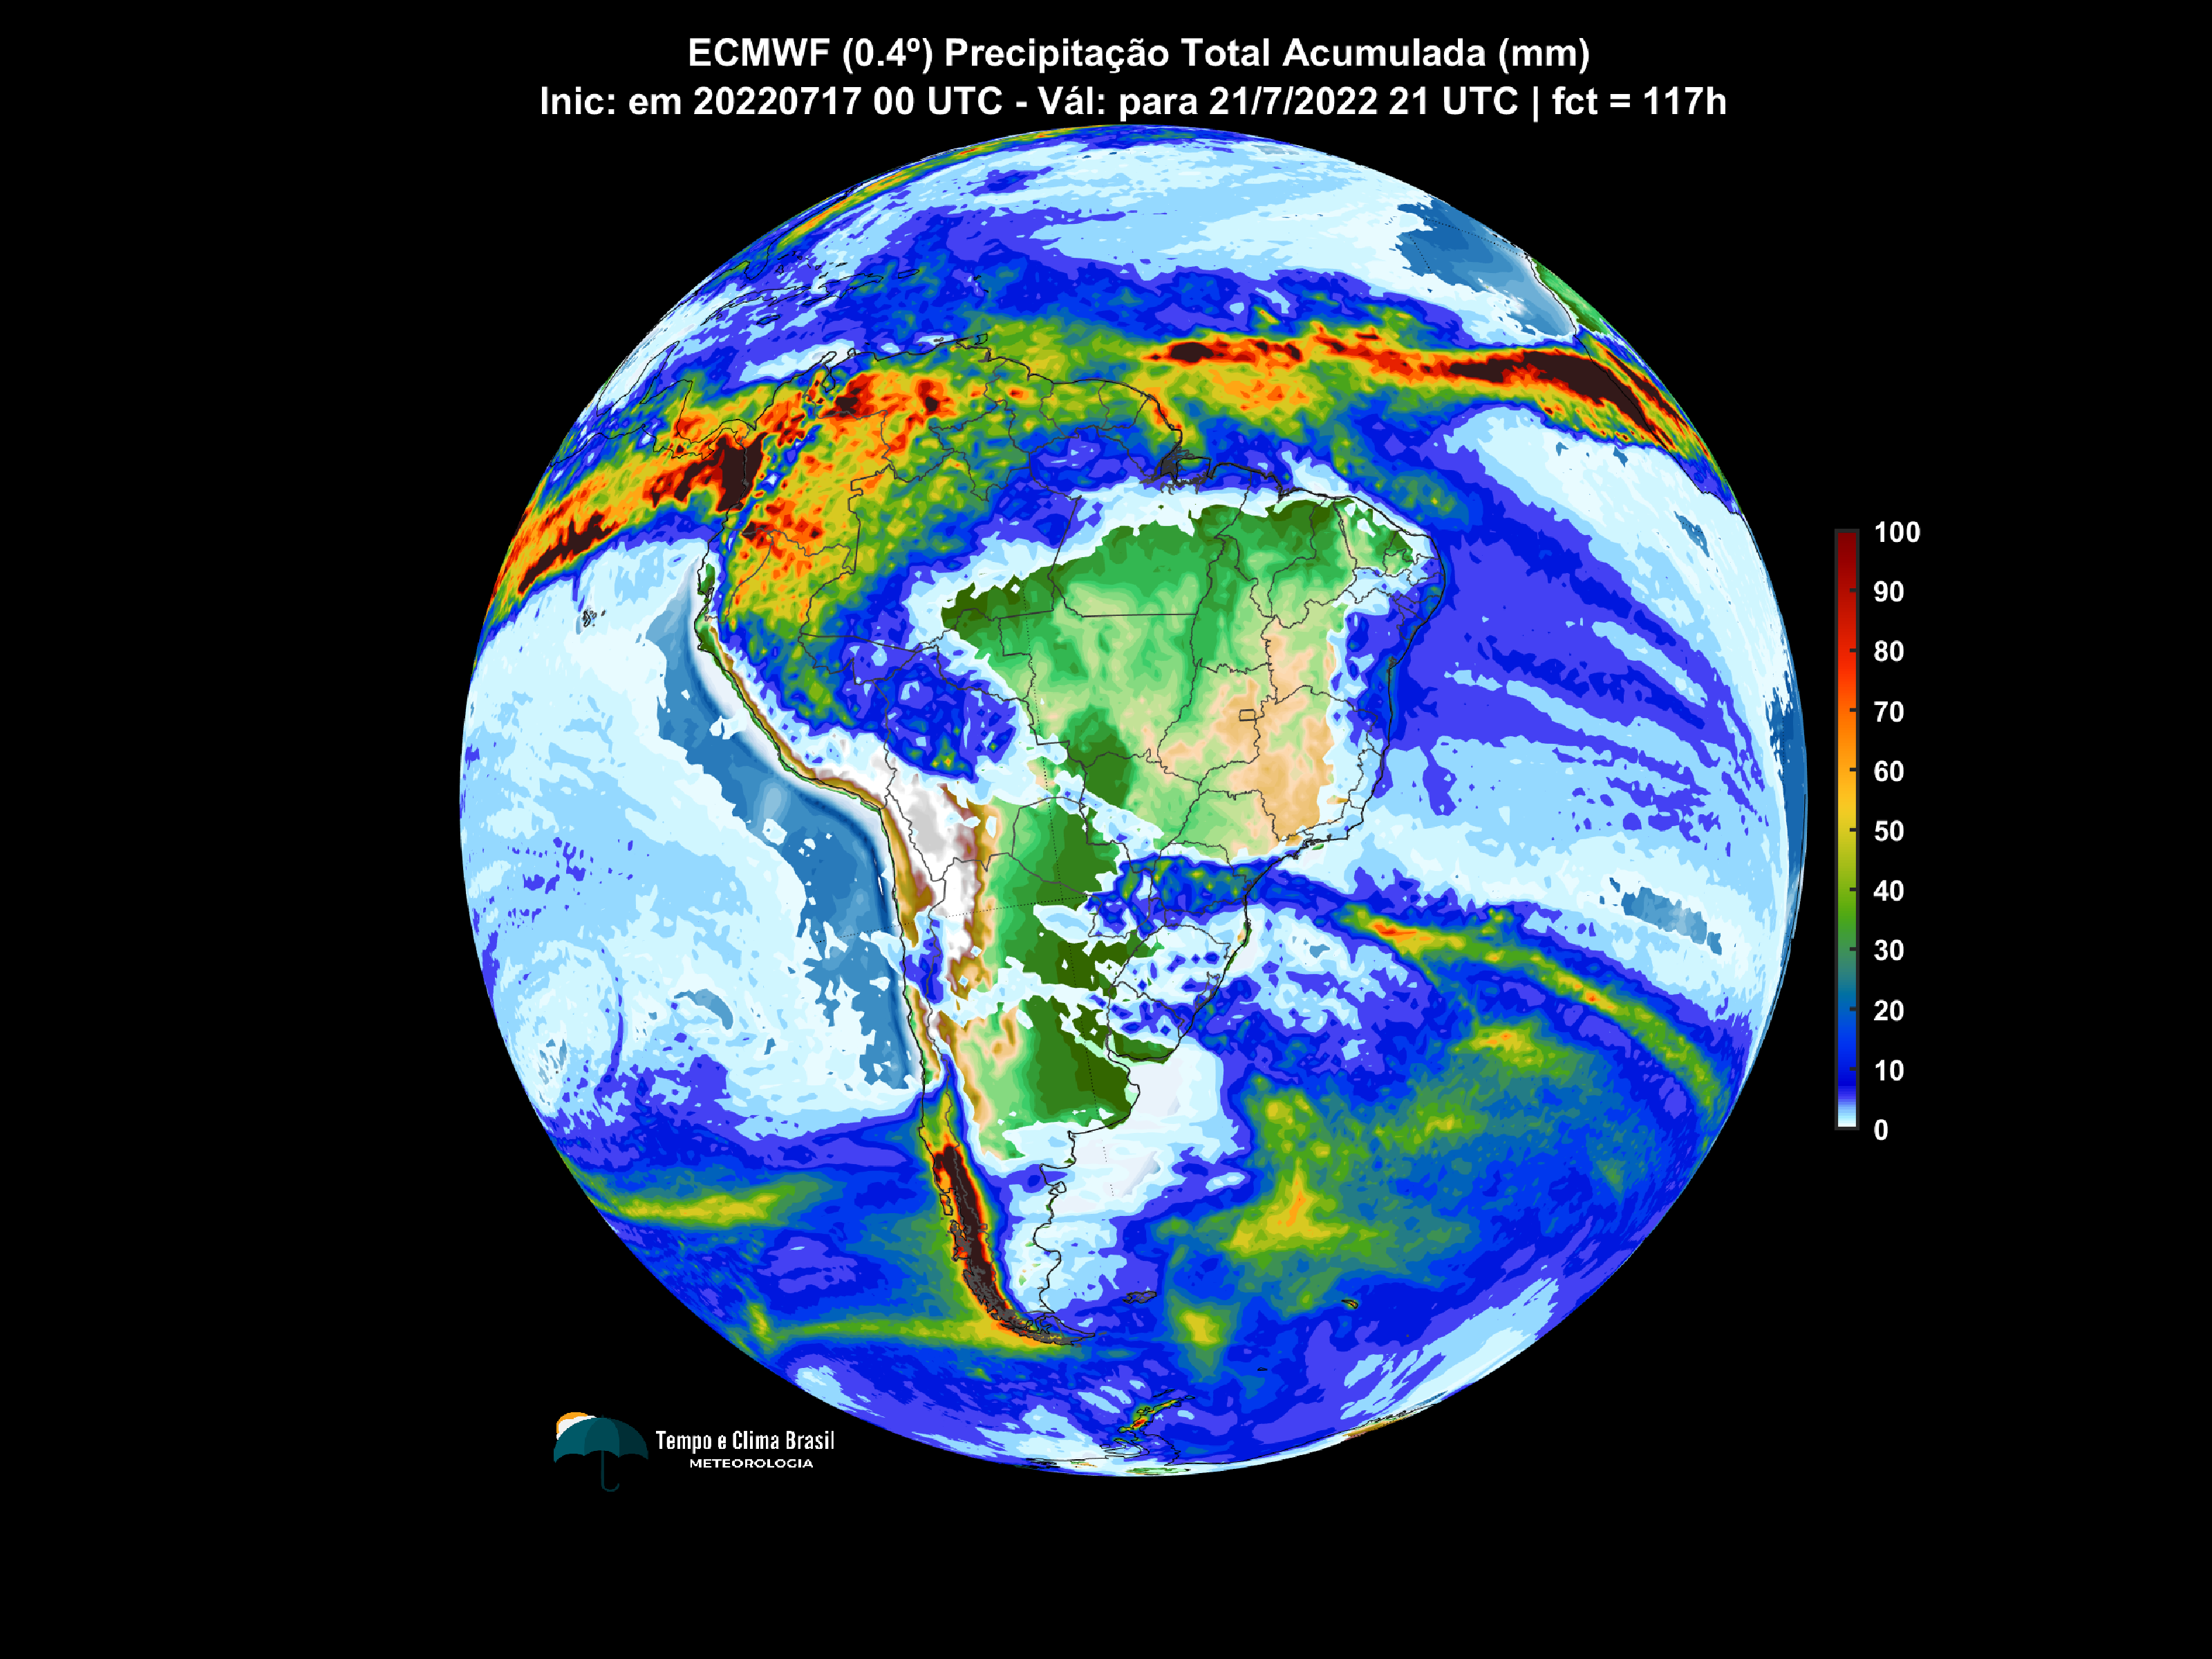 ECMWF (0.4º) Precipitação Total Acumulada (mm)
Inic: em 20220717 00 UTC - Vál: para 21/7/2022 21 UTC | fct = 117h
100
90
80
70
60
50
40
30
20
10
0
Tempo e Clima Brasil
METEOROLOGIA